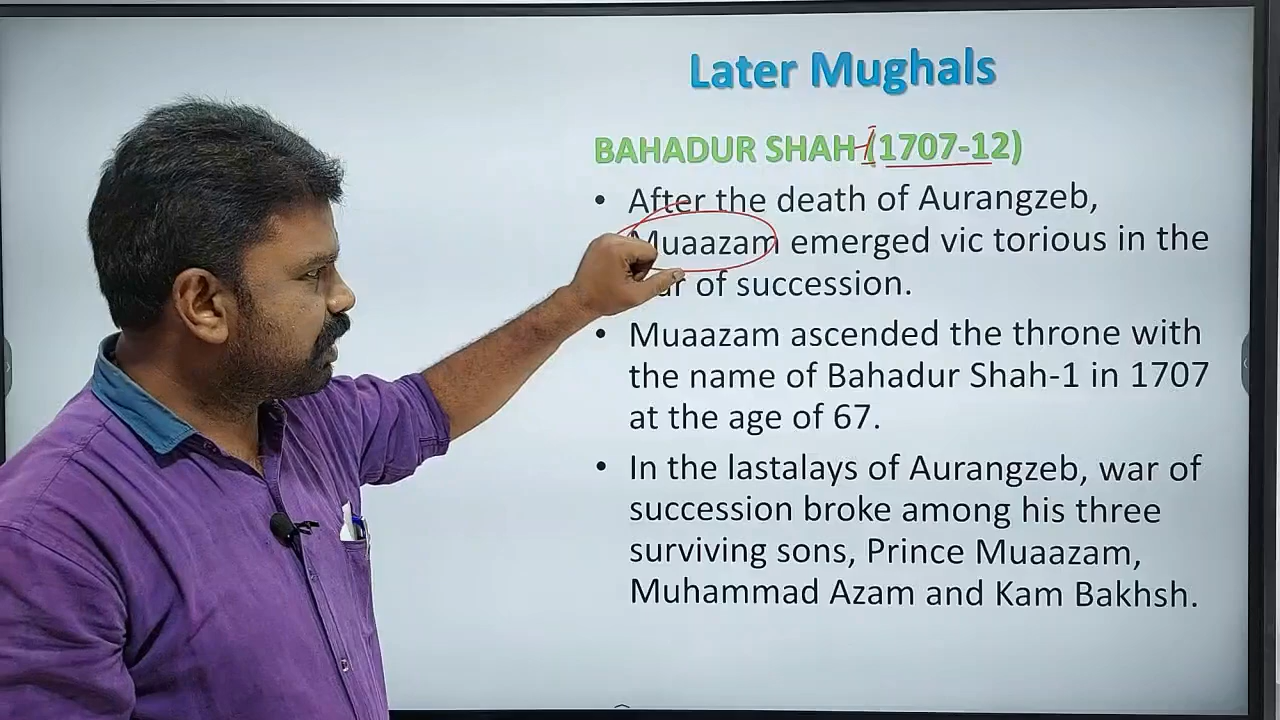 Later Mughals
BAHADUR SHAH-I (1707-12)
• After the death of Aurangzeb,
Muaazam emerged vic torious in the
of succession.
• Muaazam ascended the throne with
the name of Bahadur Shah-1 in 1707
at the age of 67.
• In the lastalays of Aurangzeb, war of
succession broke among his three
surviving sons, Prince Muaazam,
Muhammad Azam and Kam Bakhsh.